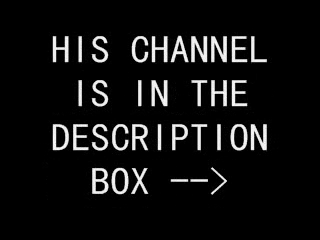 HIS CHANNEL
IS IN THE
DESCRIPTION
BOX -->